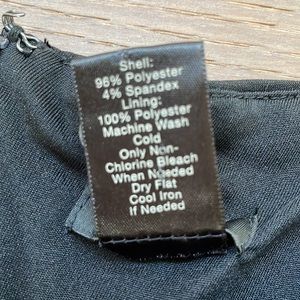 Shell:
96% Polyester
4% Spandex
Lining:
100% Polyester
Machine Wash
Cold
Only Non-
Chlorine Bleach
When Needed
Dry Flat
Cool Iron
If Needed